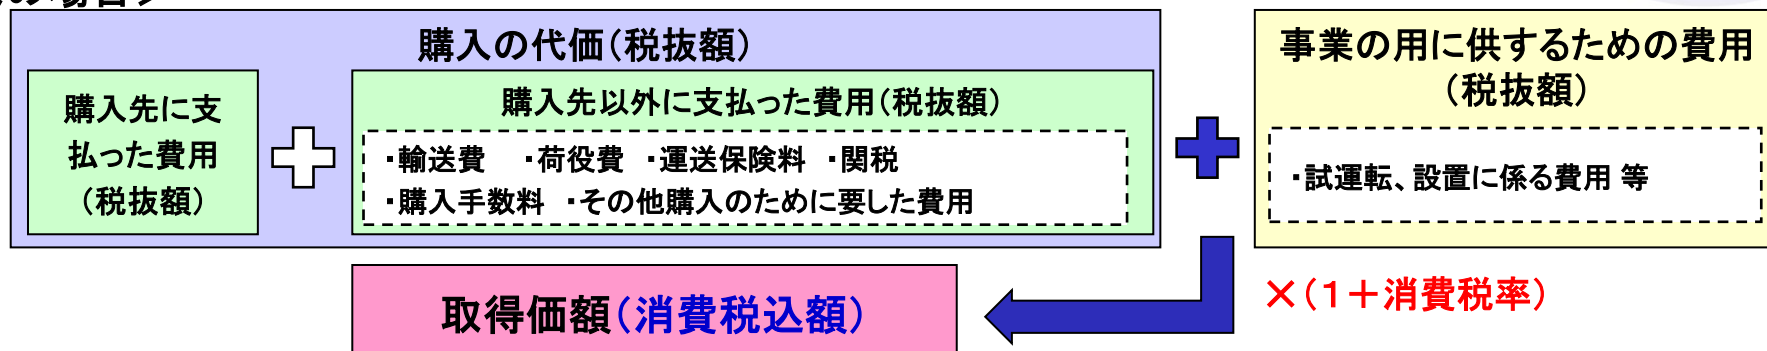 の場合＞
購入の代価（税抜額）
購入先に支
払った費用
（税抜額）
購入先以外に支払った費用（税抜額）
・輸送費　・荷役費　・運送保険料　・関税
・購入手数料　・その他購入のために要した費用
事業の用に供するための費用
（税抜額）
・試運転、設置に係る費用 等
×（１＋消費税率）
取得価額（消費税込額）